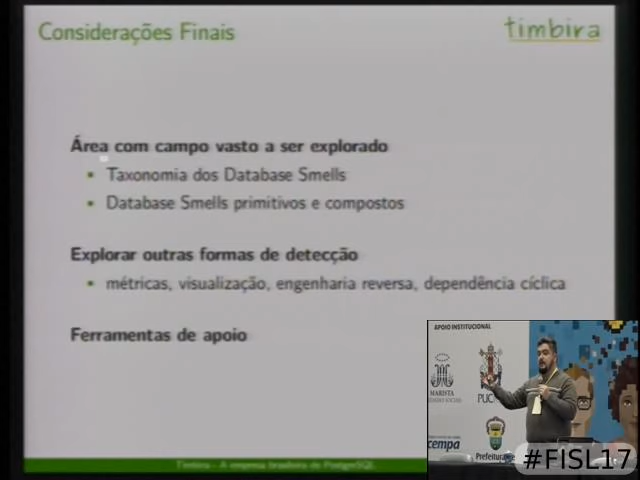 Considerações Finais
timbira
Área com campo vasto a ser explorado
Taxonomia dos Database Smells
Database Smells primitivos e compostos
Explorar outras formas de detecção
métricas, visualização, engenharia reversa, dependência cíclica
Ferramentas de apoio
APOIO INSTITUCIONAL
MARISTA
PUC
cempa
Prefeitura
Timbira - A empresa brasileira de PostgreSQL
#FISL17